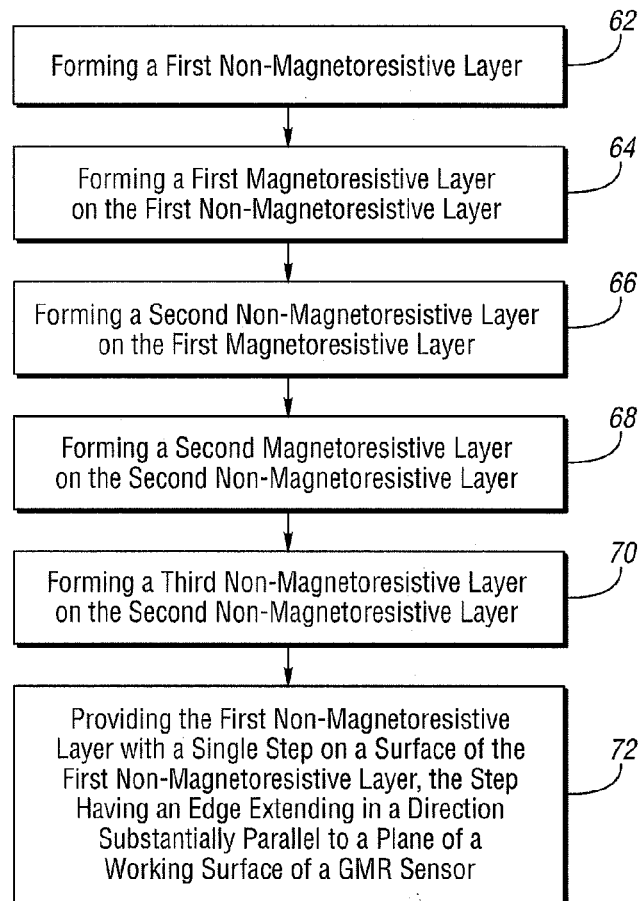 62
Forming a First Non-Magnetoresistive Layer
64
Forming a First Magnetoresistive Layer
on the First Non-Magnetoresistive Layer
66
Forming a Second Non-Magnetoresistive Layer
on the First Magnetoresistive Layer
68
Forming a Second Magnetoresistive Layer
on the Second Non-Magnetoresistive Layer
70
Forming a Third Non-Magnetoresistive Layer
on the Second Non-Magnetoresistive Layer
72
Providing the First Non-Magnetoresistive
Layer with a Single Step on a Surface of the
First Non-Magnetoresistive Layer, the Step
Having an Edge Extending in a Direction
Substantially Parallel to a Plane of a
Working Surface of a GMR Sensor